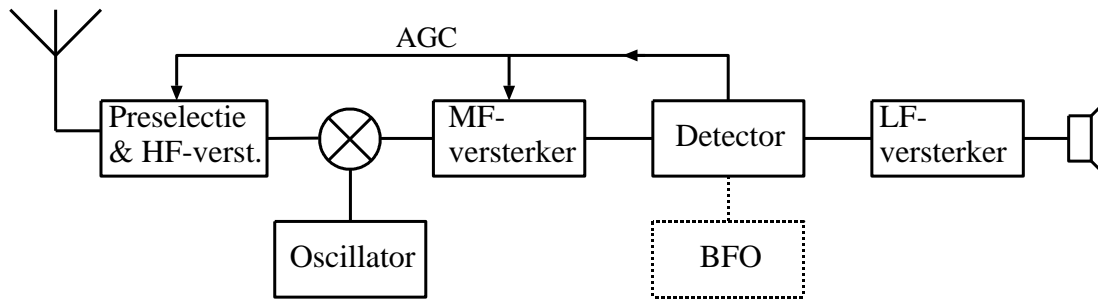 AGC
Preselectie
& HF-verst.
MF-
versterker
Detector
LF-
versterker
Oscillator
BFO